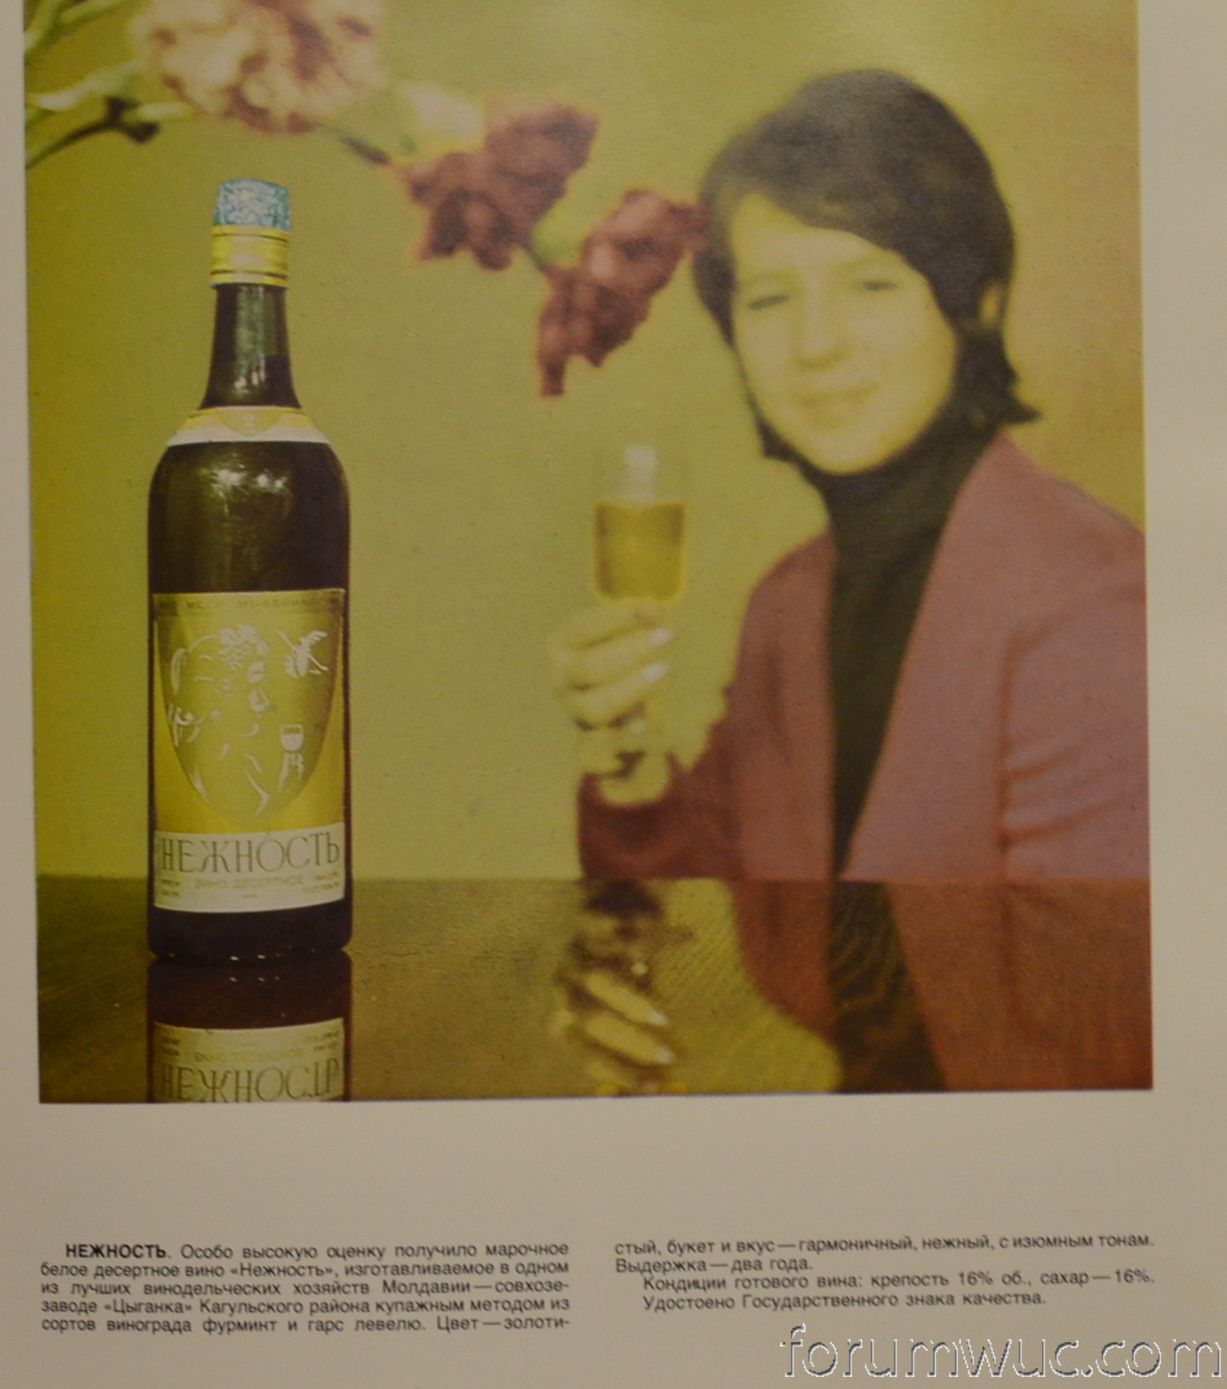 НЕЖНОСТЬ
ВИНО ДЕСЕРТНОЕ
НЕЖНОСТЬ. Особо высокую оценку получило марочное
белое десертное вино «Нежность», изготавливаемое в одном
из лучших винодельческих хозяйств Молдавии — совхозе-
заводе «Цыганка» Кагульского района купажным методом из
сортов винограда фурминт и гарс левелю. Цвет — золоти-
стый, букет и вкус — гармоничный, нежный, с изюмным тонам.
Выдержка — два года.
Кондиции готового вина: крепость 16% об., сахар — 16%.
Удостоено Государственного знака качества.
forumwuc.com